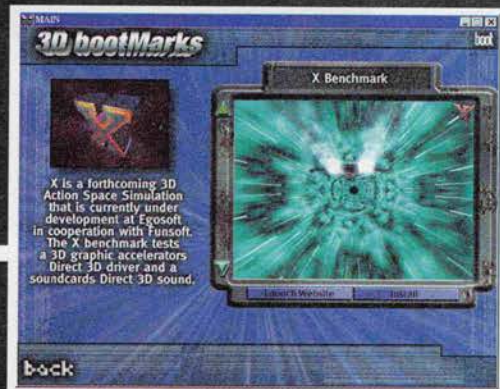 MAIN
3D bootMarks
boot
X Benchmark
X is a forthcoming 3D
Action Space Simulation
that is currently under
development at Egosoft
in cooperation with Funsoft.
The X benchmark tests
a 3D graphic accelerators
Direct 3D driver and a
soundcards Direct 3D sound.
Launch Website
Install
back